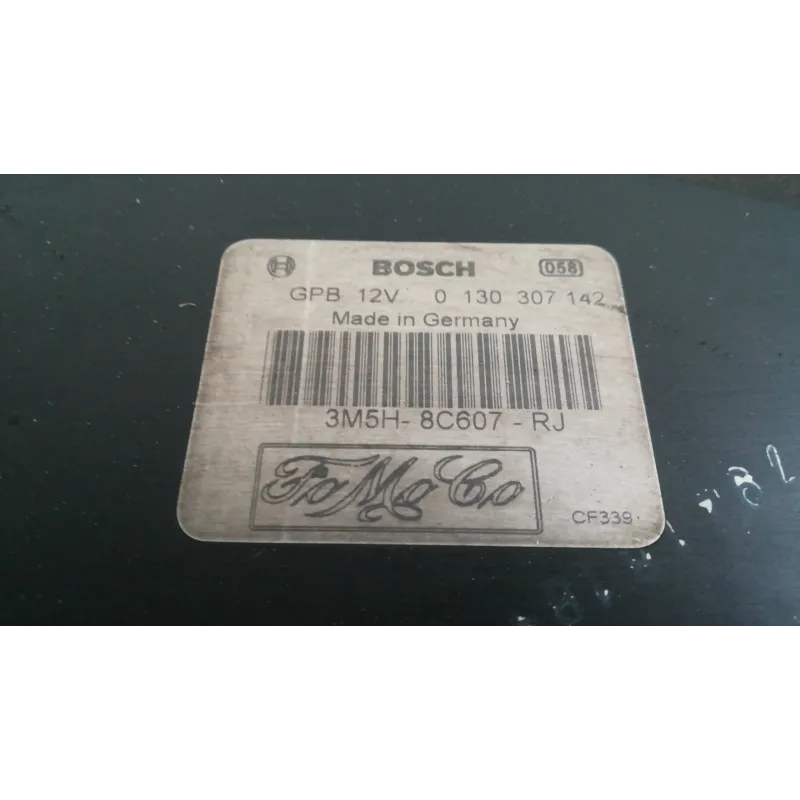 BOSCH 058
GPB 12V 0 130 307 142
Made in Germany
3M5H- 8C607 - RJ
FoMoCo
CF339